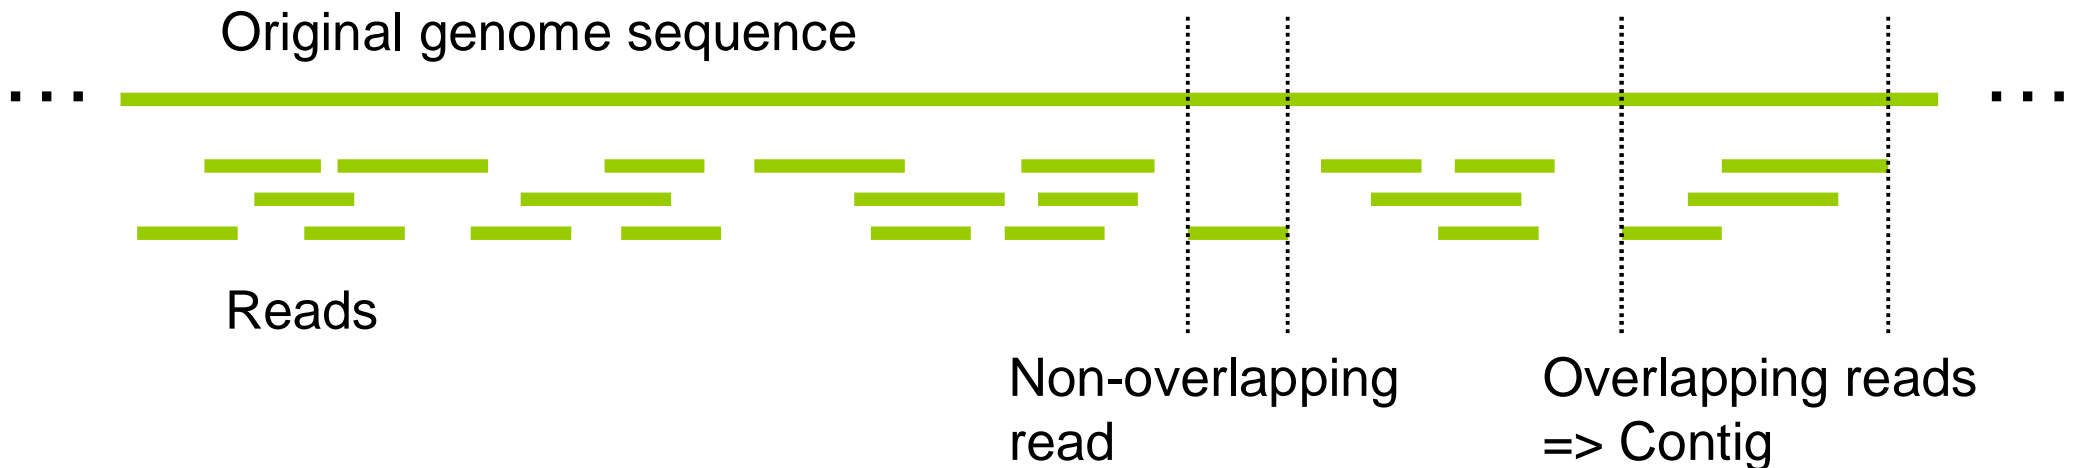 Original genome sequence
... ...
Reads
Non-overlapping
read
Overlapping reads
=> Contig